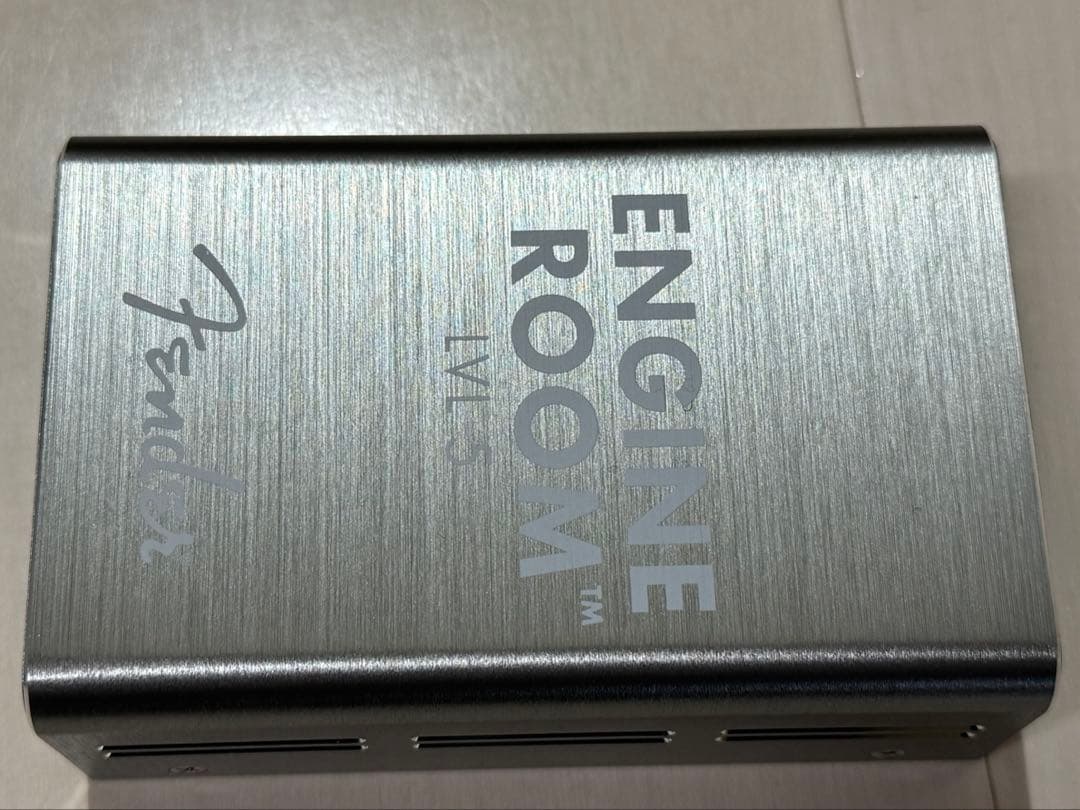 ENGINE
ROOM™
LVL-5
Fender